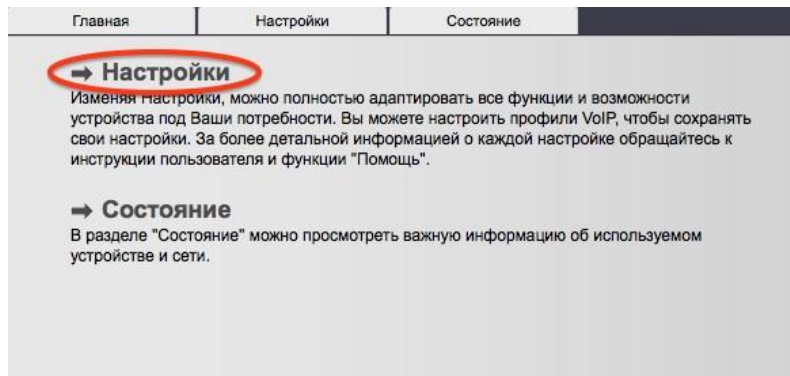 Главная Настройки Состояние
➡ Настройки
Изменяя Настройки, можно полностью адаптировать все функции и возможности
устройства под Ваши потребности. Вы можете настроить профили VoIP, чтобы сохранять
свои настройки. За более детальной информацией о каждой настройке обращайтесь к
инструкции пользователя и функции "Помощь".
➡ Состояние
В разделе "Состояние" можно просмотреть важную информацию об используемом
устройстве и сети.